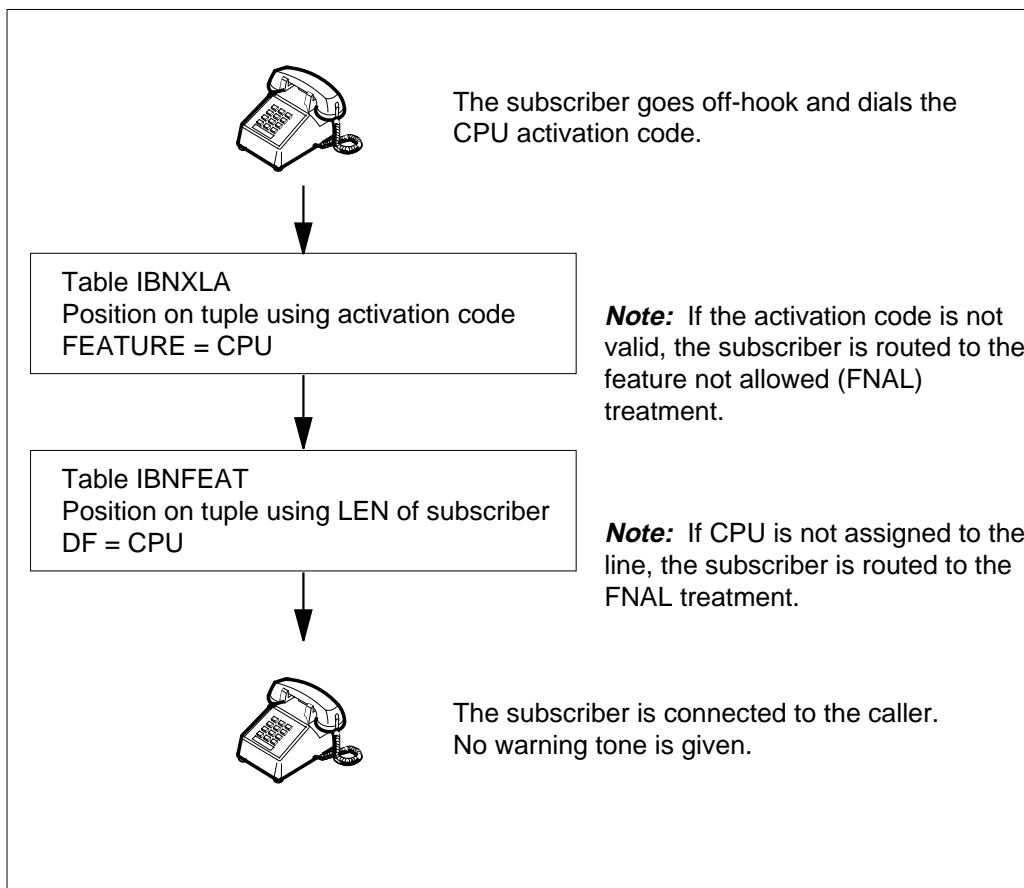 The subscriber goes off-hook and dials the
CPU activation code.
Table IBNXLA
Position on tuple using activation code
FEATURE = CPU
Note: If the activation code is not
valid, the subscriber is routed to the
feature not allowed (FNAL)
treatment.
Table IBNFEAT
Position on tuple using LEN of subscriber
DF = CPU
Note: If CPU is not assigned to the
line, the subscriber is routed to the
FNAL treatment.
The subscriber is connected to the caller.
No warning tone is given.